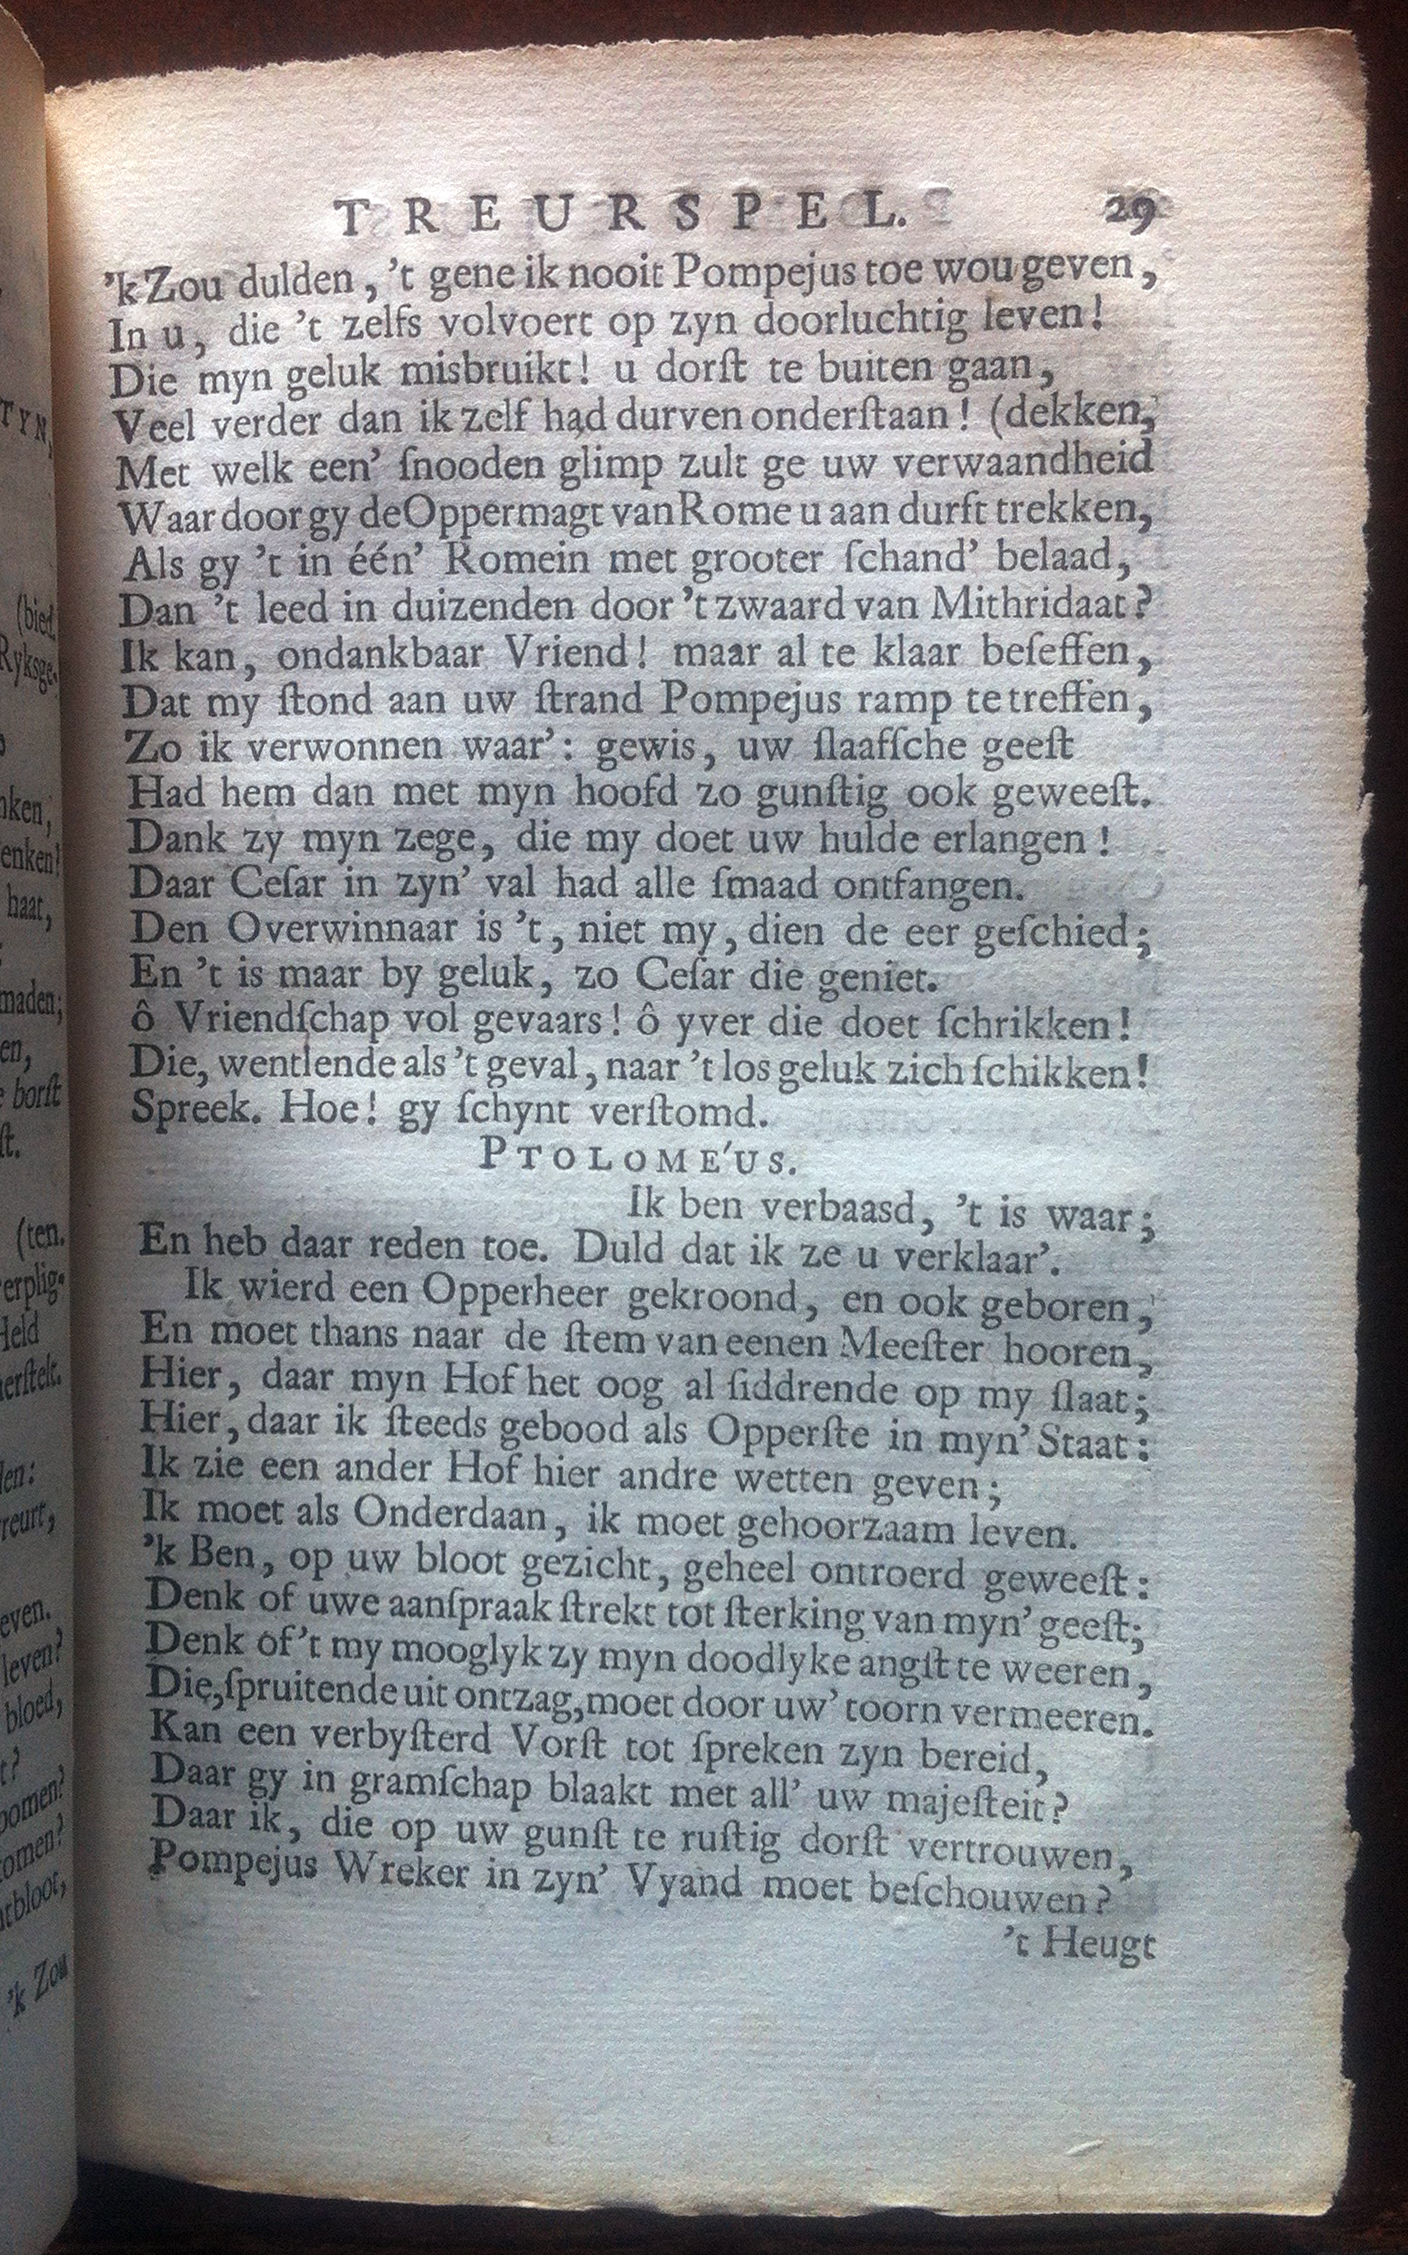 TREURSPEL. 29
'k Zou dulden, 't gene ik nooit Pompejus toe wou geven,
In u, die 't zelfs volvoert op zyn doorluchtig leven!
Die myn geluk misbruikt! u dorſt te buiten gaan,
Veel verder dan ik zelf had durven onderſtaan! (dekken,
Met welk een' ſnooden glimp zult ge uw verwaandheid
Waardoor gy de Oppermagt van Rome u aan durft trekken,
Als gy 't in één' Romein met grooter ſchand' belaad,
Dan 't leed in duizenden door 't zwaard van Mithridaat?
Ik kan, ondankbaar Vriend! maar al te klaar beſeffen,
Dat my ſtond aan uw ſtrand Pompejus ramp te treffen,
Zo ik verwonnen waar': gewis, uw ſlaafſche geeſt
Had hem dan met myn hoofd zo gunſtig ook geweeſt.
Dank zy myn zege, die my doet uw hulde erlangen!
Daar Ceſar in zyn' val had alle ſmaad ontfangen.
Den Overwinnaar is 't, niet my, dien de eer geſchied;
En 't is maar by geluk, zo Ceſar die geniet.
ô Vriendſchap vol gevaars! ô yver die doet ſchrikken!
Die, wentlende als 't geval, naar 't los geluk zich ſchikken!
Spreek. Hoe! gy ſchynt verſtomd.
PTOLOME'US.
Ik ben verbaasd, 't is waar;
En heb daar reden toe. Duld dat ik ze u verklaar'.
Ik wierd een Opperheer gekroond, en ook geboren,
En moet thans naar de ſtem van eenen Meeſter hooren,
Hier, daar myn Hof het oog al ſiddrende op my ſlaat;
Hier, daar ik ſteeds gebood als Opperſte in myn' Staat:
Ik zie een ander Hof hier andre wetten geven;
Ik moet als Onderdaan, ik moet gehoorzaam leven.
'k Ben, op uw bloot gezicht, geheel ontroerd geweeſt:
Denk of uwe aanſpraak ſtrekt tot ſterking van myn' geeſt;
Denk of 't my mooglyk zy myn doodlyke angſt te weeren,
Die, ſpruitende uit ontzag, moet door uw' toorn vermeeren.
Kan een verbyſterd Vorſt tot ſpreken zyn bereid,
Daar gy in gramſchap blaakt met all' uw majeſteit?
Daar ik, die op uw gunſt te ruſtig dorſt vertrouwen,
Pompejus Wreker in zyn' Vyand moet beſchouwen?
't Heugt